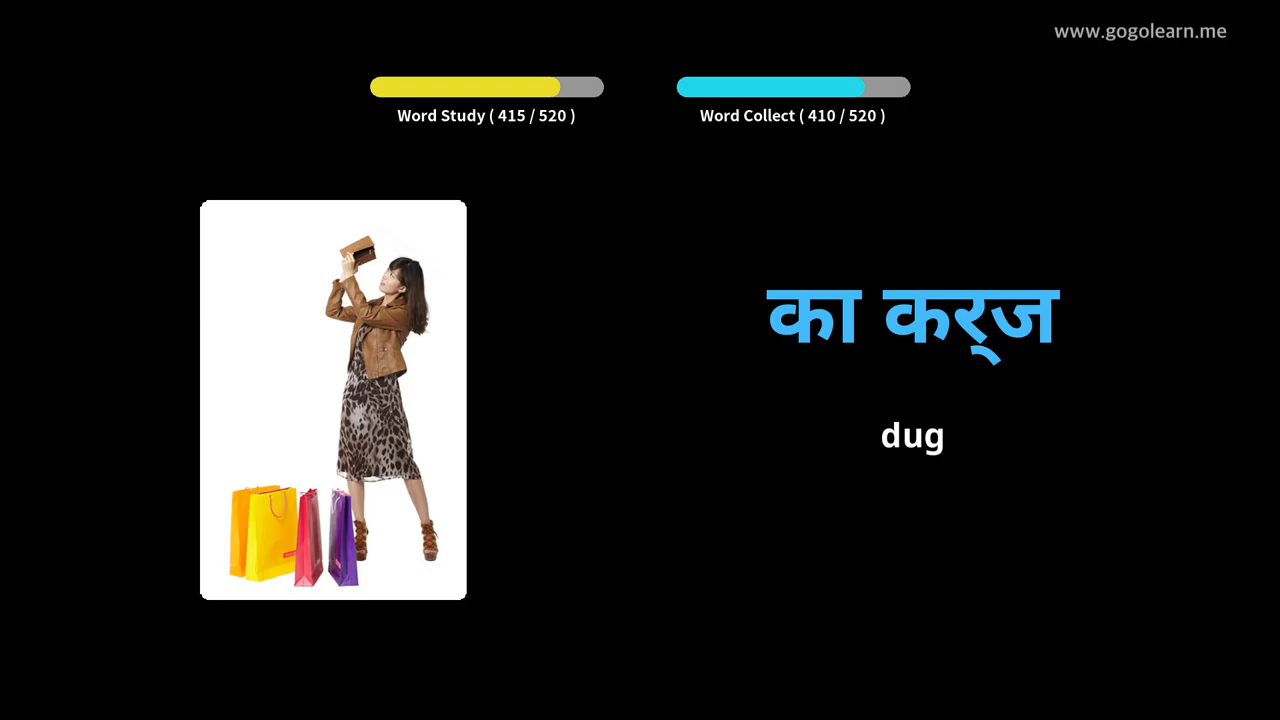 www.gogolearn.me
Word Study ( 415 / 520 )
Word Collect ( 410 / 520 )
का कर्‌ज
dug